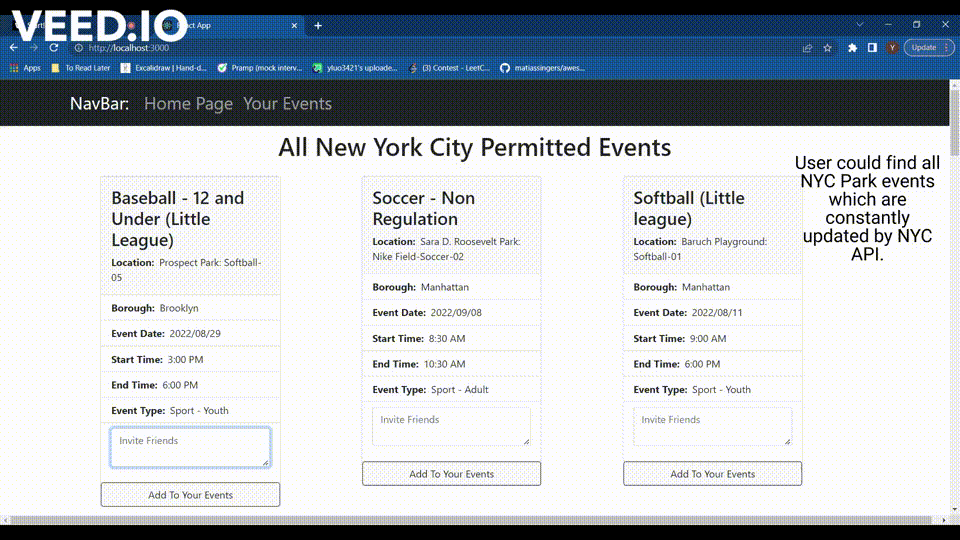 VEED.IO
React App
http://localhost:3000
Update
Apps
To Read Later
Excalidraw | Hand-d...
Pramp (mock interv...
yluo3421's uploade...
(3) Contest - LeetC...
matiassingers/awes...
NavBar: Home Page Your Events
All New York City Permitted Events
User could find all
NYC Park events
which are
constantly
updated by NYC
API.
Baseball - 12 and
Under (Little
League)
Location: Prospect Park: Softball-
05
Borough: Brooklyn
Event Date: 2022/08/29
Start Time: 3:00 PM
End Time: 6:00 PM
Event Type: Sport - Youth
Invite Friends
Add To Your Events
Soccer - Non
Regulation
Location: Sara D. Roosevelt Park:
Nike Field-Soccer-02
Borough: Manhattan
Event Date: 2022/09/08
Start Time: 8:30 AM
End Time: 10:30 AM
Event Type: Sport - Adult
Invite Friends
Add To Your Events
Softball (Little
league)
Location: Baruch Playground:
Softball-01
Borough: Manhattan
Event Date: 2022/08/11
Start Time: 9:00 AM
End Time: 6:00 PM
Event Type: Sport - Youth
Invite Friends
Add To Your Events